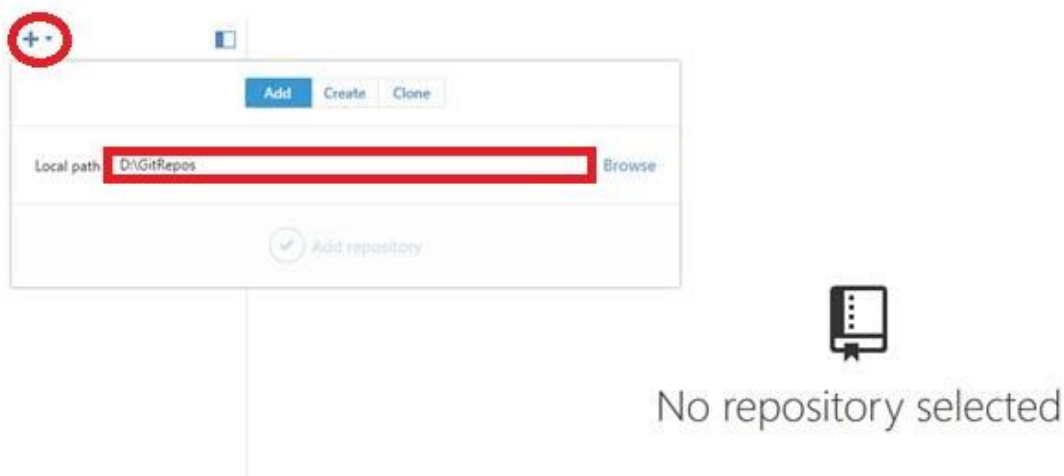 Add Create Clone
Local path D:\GitRepos Browse
Add repository
No repository selected